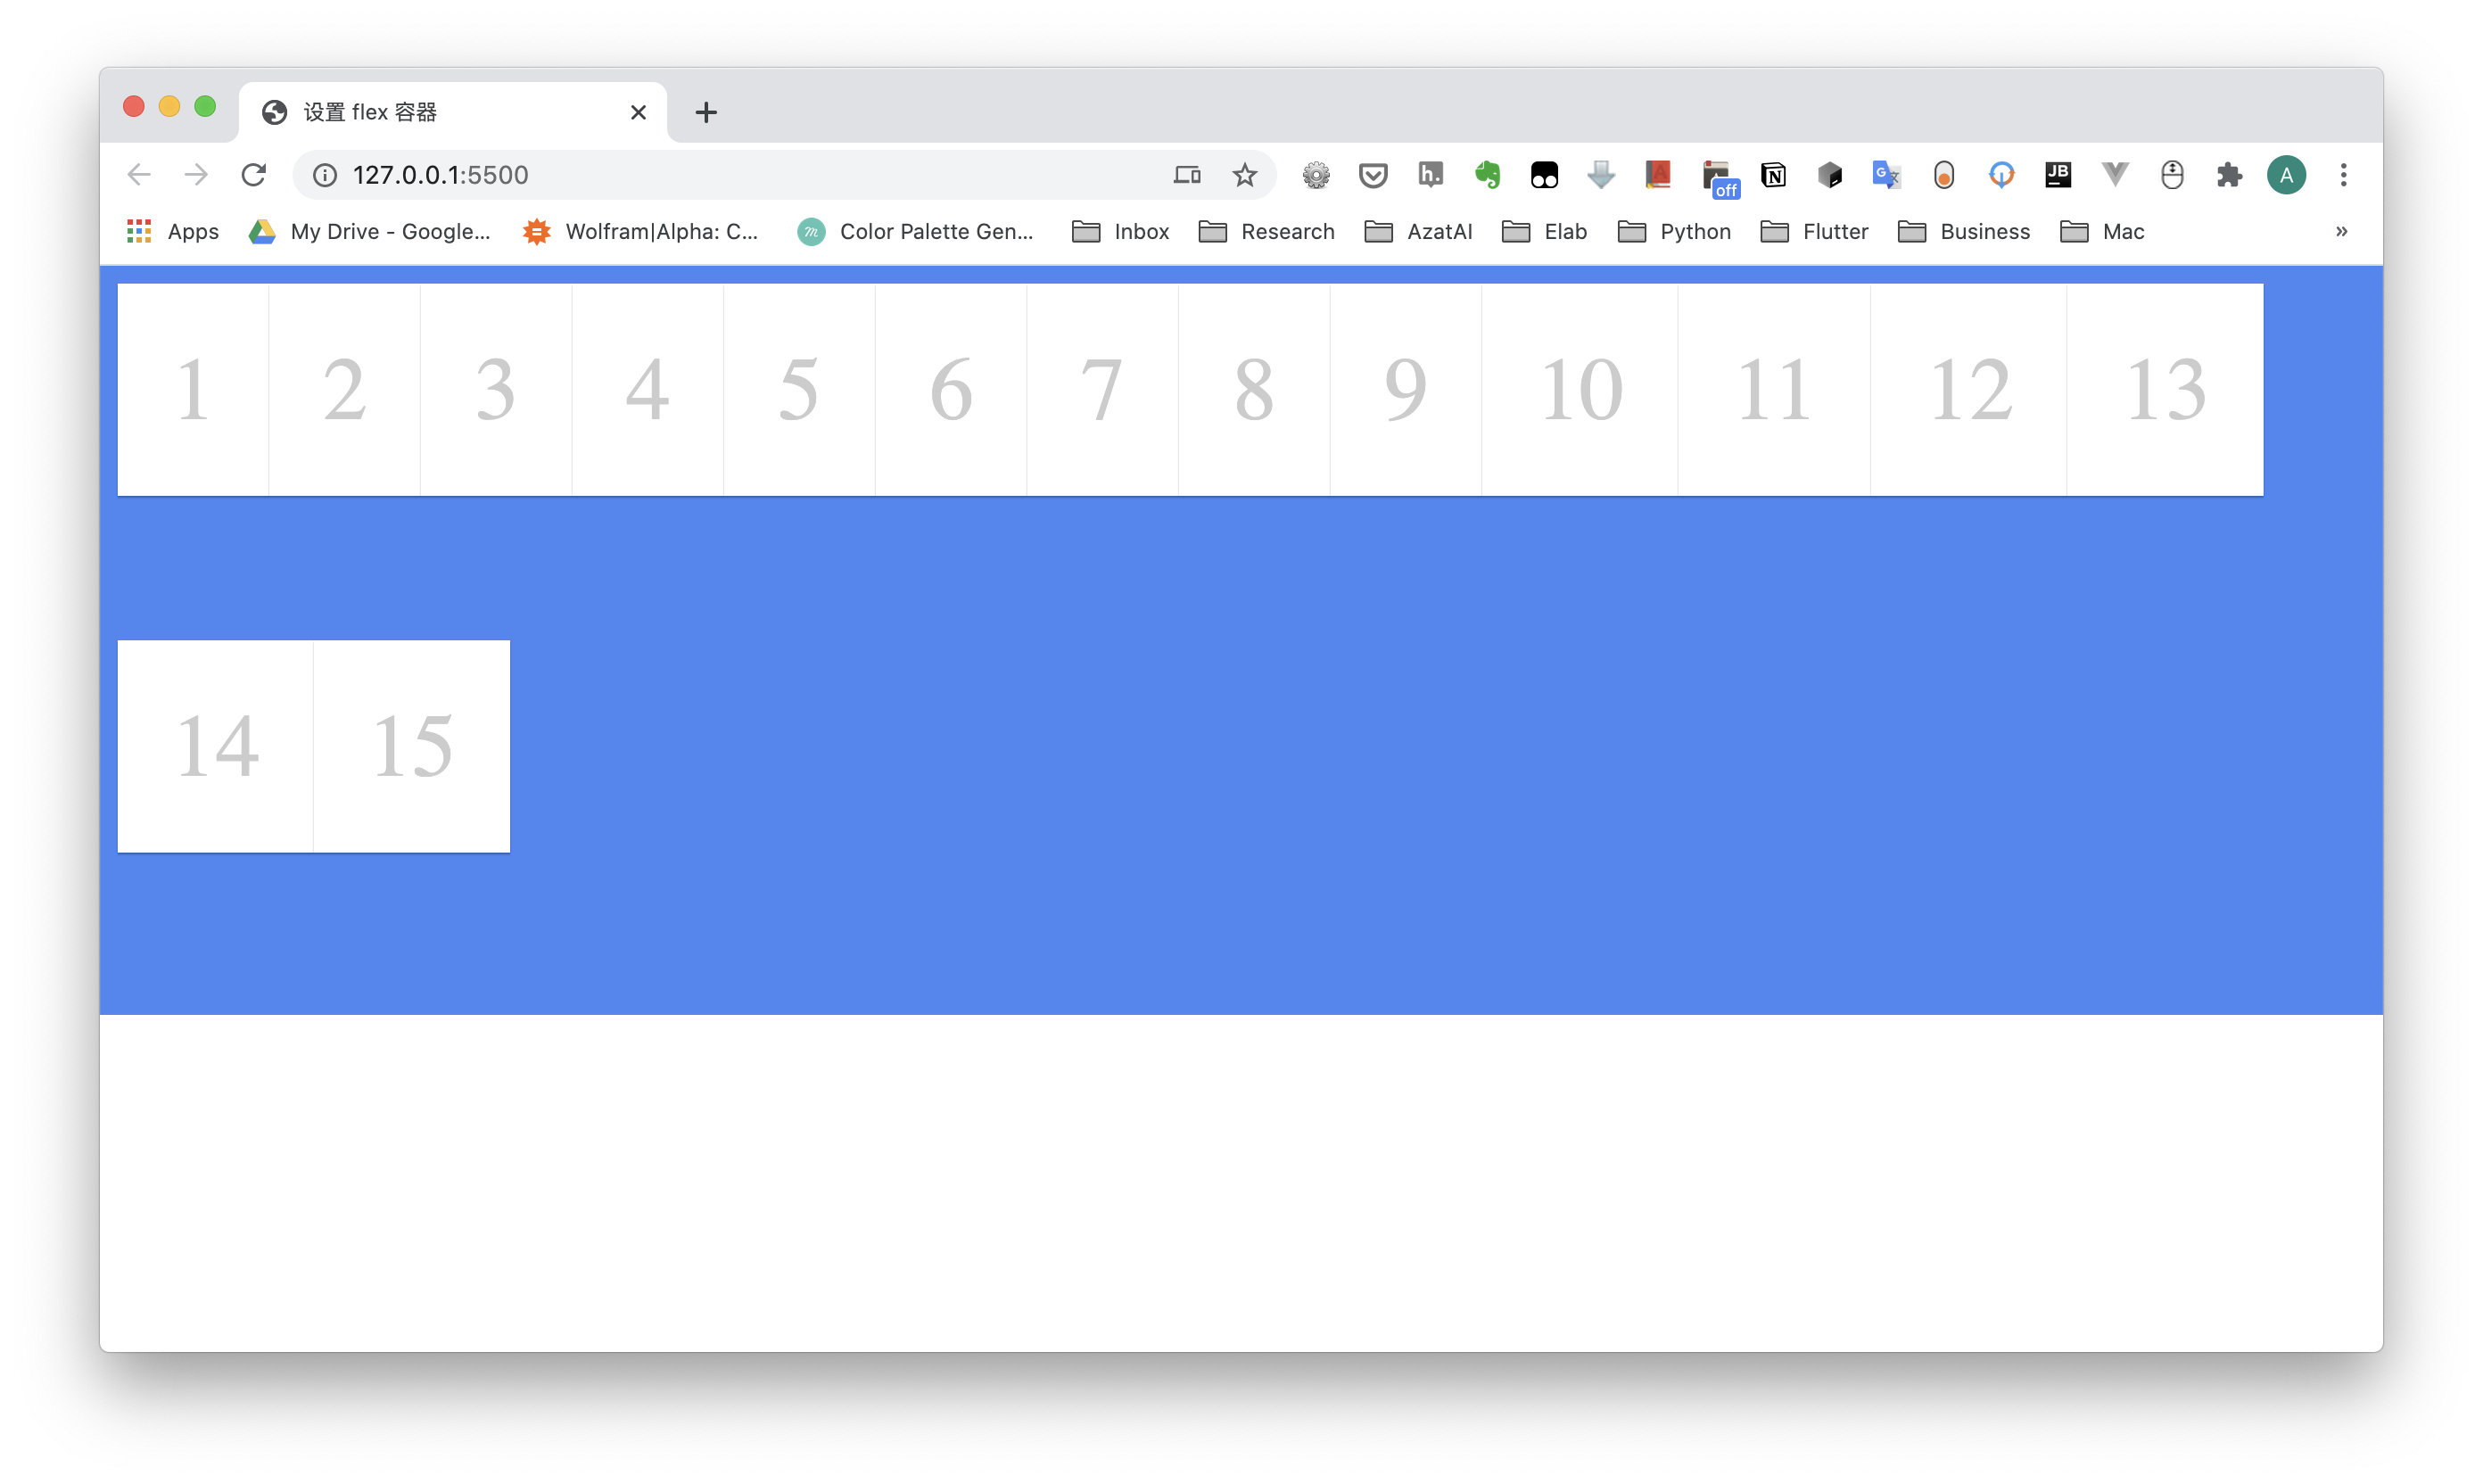 设置 flex 容器
127.0.0.1:5500
h.
off
N
G
JB
A
Apps
My Drive - Google...
Wolfram|Alpha: C...
m
Color Palette Gen...
Inbox
Research
AzatAI
Elab
Python
Flutter
Business
Mac
»
1 2 3 4 5 6 7 8 9 10 11 12 13
14 15